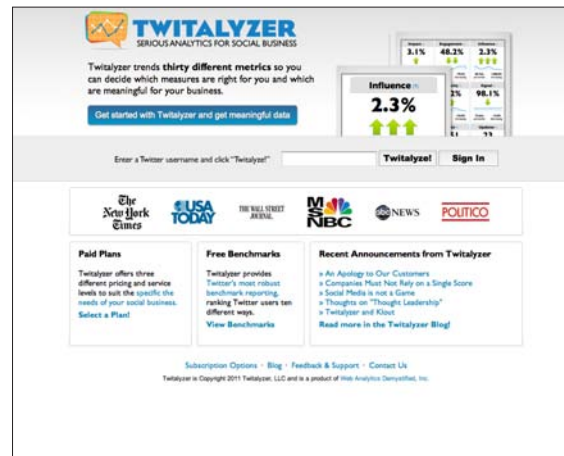 TWITALYZER
SERIOUS ANALYTICS FOR SOCIAL BUSINESS
Twitalyzer trends thirty different metrics so you
can decide which measures are right for you and which
are meaningful for your business.
Get started with Twitalyzer and get meaningful data
Impact
Engagement
Influence
3.1%
48.2%
2.3%
Influence
2.3%
2%
98.1%
Enter a Twitter username and click "Twitalyze!"
Twitalyze!
Sign In
The
New York
Times
USA
TODAY
THE WALL STREET
JOURNAL
MSNBC
abc NEWS
POLITICO
Paid Plans
Twitalyzer offers three
different pricing and service
levels to suit the specific the
needs of your social business.
Select a Plan!
Free Benchmarks
Twitalyzer provides
Twitter's most robust
benchmark reporting,
ranking Twitter users ten
different ways.
View Benchmarks
Recent Announcements from Twitalyzer
» An Apology to Our Customers
» Companies Must Not Rely on a Single Score
» Social Media is not a Game
» Thoughts on "Thought Leadership"
» Twitalyzer and Klout
Read more in the Twitalyzer Blog!
Subscription Options · Blog · Feedback & Support · Contact Us
Twitalyzer is Copyright 2011 Twitalyzer, LLC and is a product of Web Analytics Demystified, Inc.